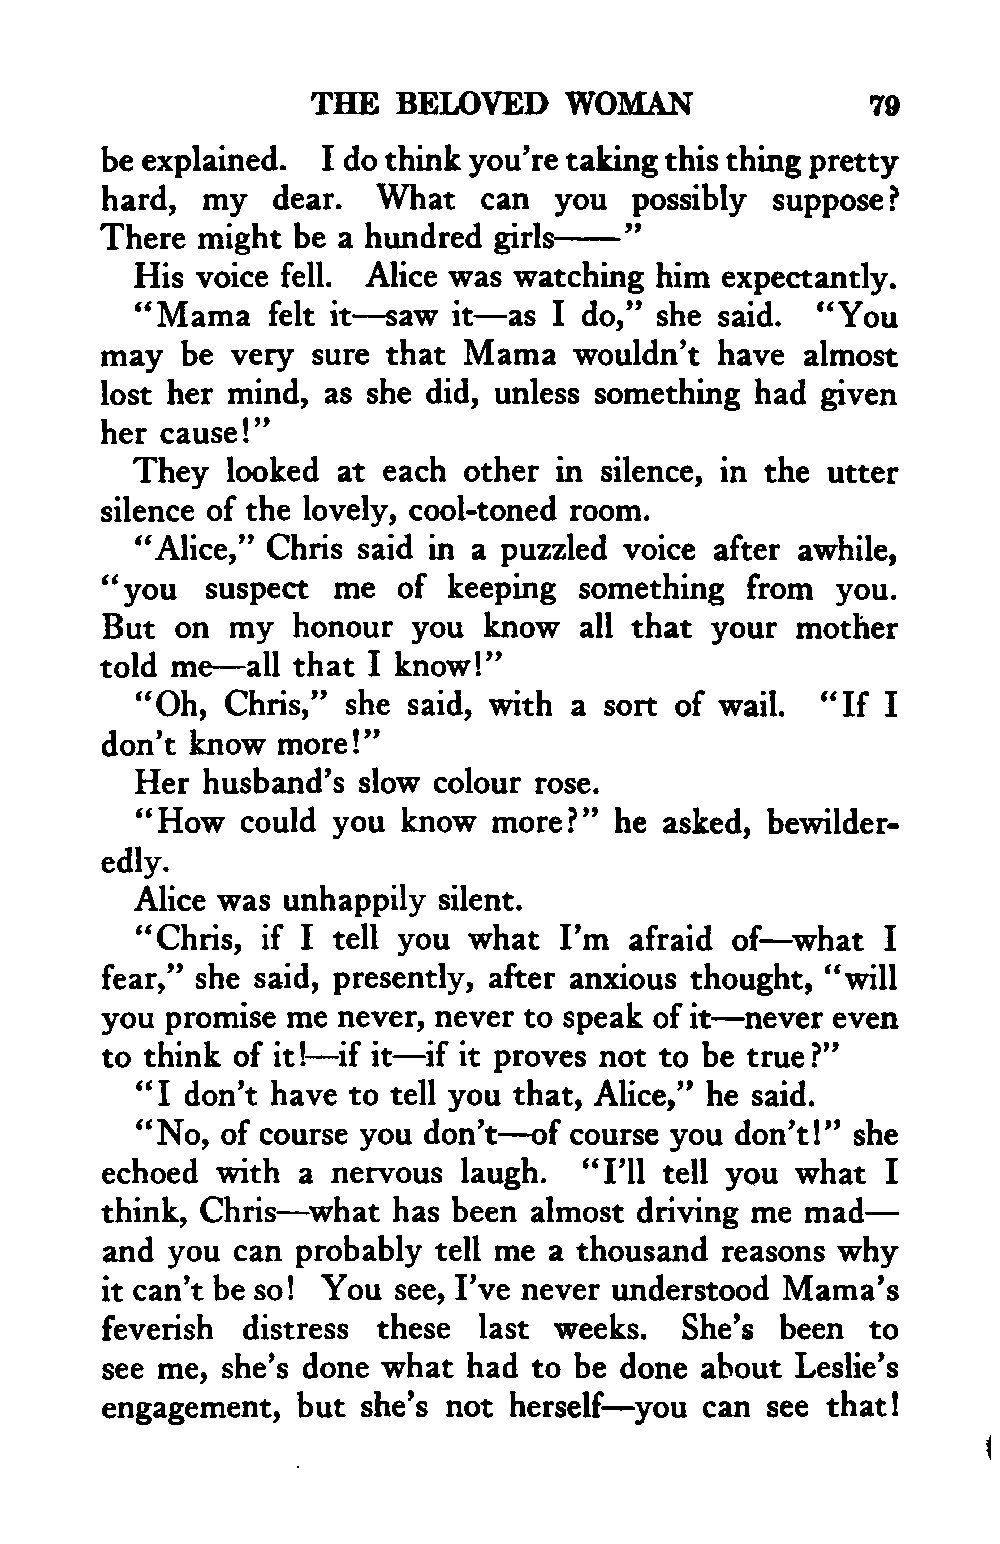 THE BELOVED WOMAN 79
be explained. I do think you're taking this thing pretty
hard, my dear. What can you possibly suppose?
There might be a hundred girls——"
His voice fell. Alice was watching him expectantly.
"Mama felt it—saw it—as I do," she said. "You
may be very sure that Mama wouldn't have almost
lost her mind, as she did, unless something had given
her cause!"
They looked at each other in silence, in the utter
silence of the lovely, cool-toned room.
"Alice," Chris said in a puzzled voice after awhile,
"you suspect me of keeping something from you.
But on my honour you know all that your mother
told me—all that I know!"
"Oh, Chris," she said, with a sort of wail. "If I
don't know more!"
Her husband's slow colour rose.
"How could you know more?" he asked, bewilder-
edly.
Alice was unhappily silent.
"Chris, if I tell you what I'm afraid of—what I
fear," she said, presently, after anxious thought, "will
you promise me never, never to speak of it—never even
to think of it!—if it—if it proves not to be true?"
"I don't have to tell you that, Alice," he said.
"No, of course you don't—of course you don't!" she
echoed with a nervous laugh. "I'll tell you what I
think, Chris—what has been almost driving me mad—
and you can probably tell me a thousand reasons why
it can't be so! You see, I've never understood Mama's
feverish distress these last weeks. She's been to
see me, she's done what had to be done about Leslie's
engagement, but she's not herself—you can see that!